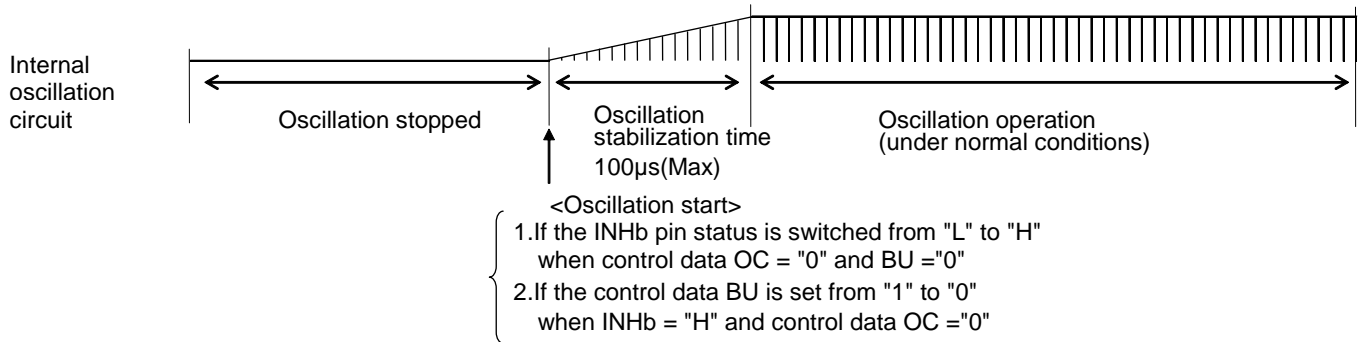 Internal
oscillation
circuit
Oscillation stopped
Oscillation
stabilization time
100µs(Max)
Oscillation operation
(under normal conditions)
<Oscillation start>
1.If the INHb pin status is switched from "L" to "H"
when control data OC = "0" and BU ="0"
2.If the control data BU is set from "1" to "0"
when INHb = "H" and control data OC ="0"